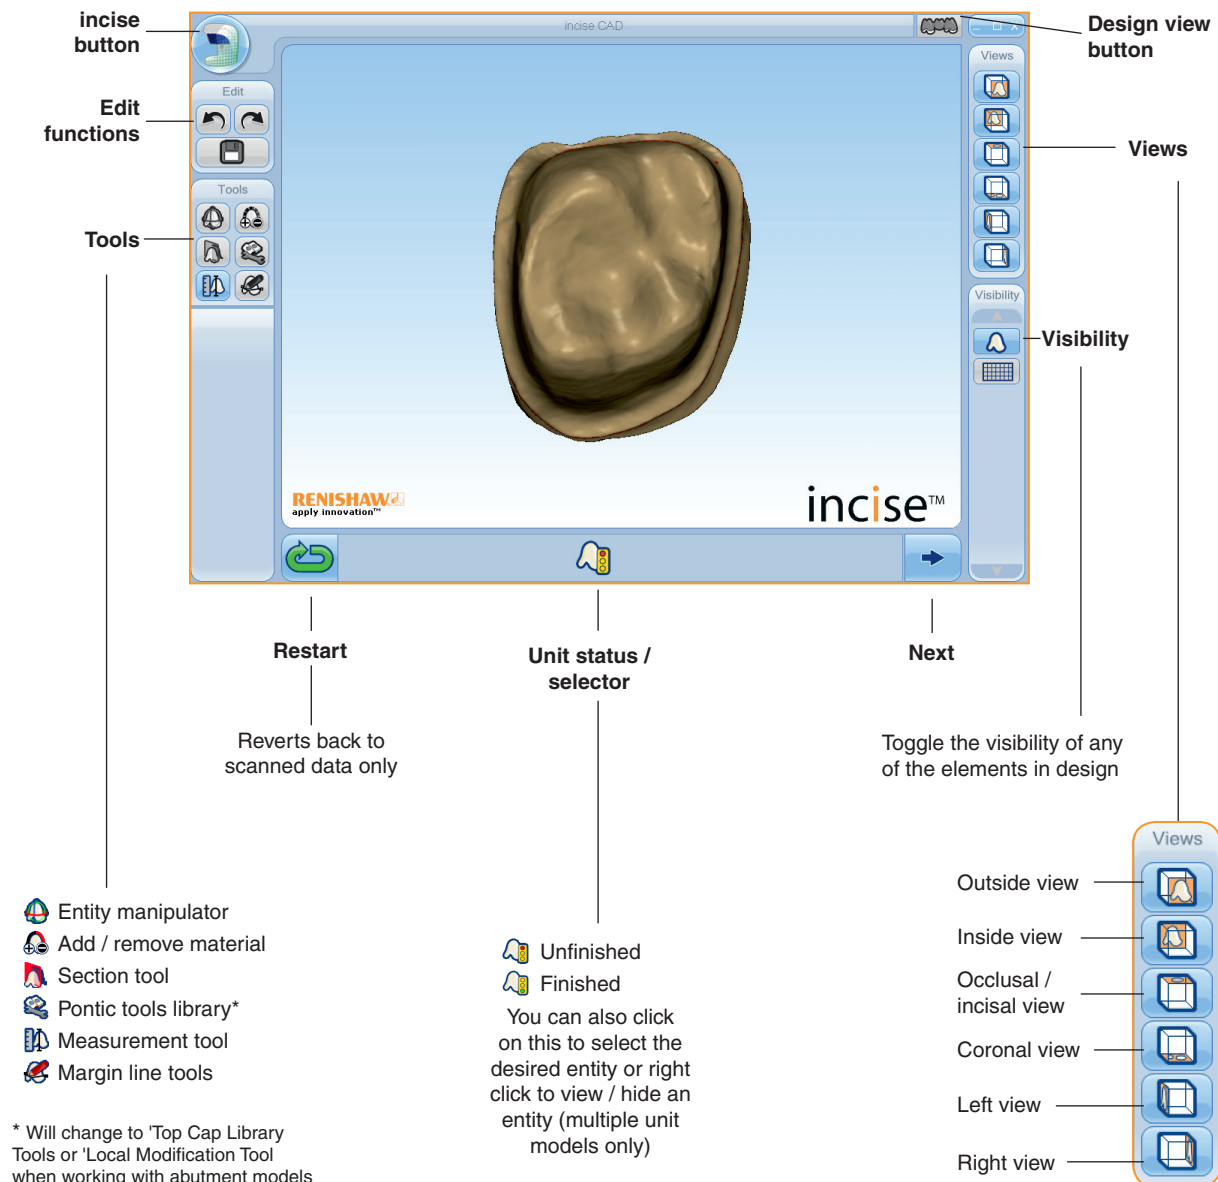 incise
button
incise CAD
Design view
button
Edit
functions
Edit
Views
Views
Tools
Tools
Visibility
Visibility
RENISHAW
apply innovation™
incise™
Restart
Unit status /
selector
Next
Reverts back to
scanned data only
Toggle the visibility of any
of the elements in design
Entity manipulator
Add / remove material
Section tool
Pontic tools library*
Measurement tool
Margin line tools
* Will change to 'Top Cap Library
Tools or 'Local Modification Tool
when working with abutment models
Unfinished
Finished
You can also click
on this to select the
desired entity or right
click to view / hide an
entity (multiple unit
models only)
Views
Outside view
Inside view
Occlusal /
incisal view
Coronal view
Left view
Right view